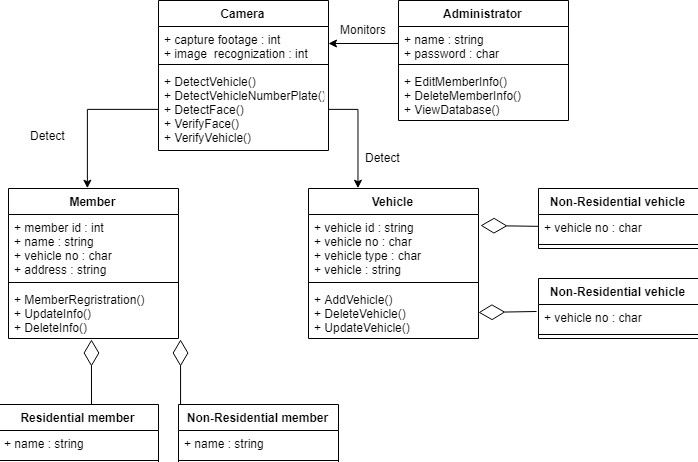 Camera
+ capture footage : int
+ image recognization : int
+ DetectVehicle()
+ DetectVehicleNumberPlate()
+ DetectFace()
+ VerifyFace()
+ VerifyVehicle()
Monitors
Administrator
+ name : string
+ password : char
+ EditMemberInfo()
+ DeleteMemberInfo()
+ ViewDatabase()
Detect
Detect
Member
+ member id : int
+ name : string
+ vehicle no : char
+ address : string
+ MemberRegristration()
+ UpdateInfo()
+ DeleteInfo()
Vehicle
+ vehicle id : string
+ vehicle no : char
+ vehicle type : char
+ vehicle : string
+ AddVehicle()
+ DeleteVehicle()
+ UpdateVehicle()
Non-Residential vehicle
+ vehicle no : char
Non-Residential vehicle
+ vehicle no : char
Residential member
+ name : string
Non-Residential member
+ name : string